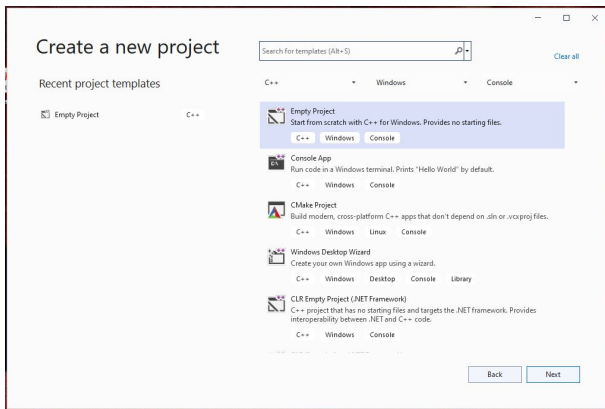 Create a new project
Search for templates (Alt+S)
Clear all
Recent project templates
C++ Windows Console
Empty Project C++
Empty Project
Start from scratch with C++ for Windows. Provides no starting files.
C++ Windows Console
Console App
Run code in a Windows terminal. Prints "Hello World" by default.
C++ Windows Console
CMake Project
Build modern, cross-platform C++ apps that don't depend on .sln or .vcxproj files.
C++ Windows Linux Console
Windows Desktop Wizard
Create your own Windows app using a wizard.
C++ Windows Desktop Console Library
CLR Empty Project (.NET Framework)
C++ project that has no starting files and targets the .NET framework. Provides
interoperability between .NET and C++ code.
C++ Windows Console
Back Next